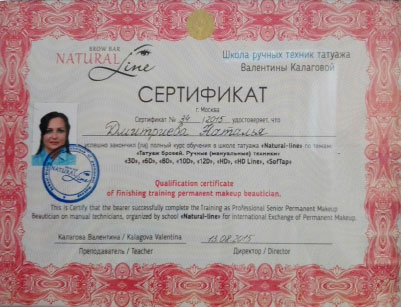 BROW BAR
NATURAL Line
Школа ручных техник татуажа
Валентины Калаговой
СЕРТИФИКАТ
г. Москва
Сертификат № 34 /2015 удостоверяет, что
Дмитриева Наталья
успешно закончил (ла) полный курс обучения в школе татуажа «Natural-line» по темам:
«Татуаж бровей. Ручные (мануальные) техники»
«3D», «6D», «8D», «10D», «12D», «HD», «HD Line», «SofTap»
Qualification certificate
of finishing training permanent makeup beautician.
This is Certify that the bearer successfully complete the Training as Professional Senior Permanent Makeup
Beautician on manual technicians, organized by school «Natural-line» for International Exchange of Permanent Makeup.
Калагова Валентина / Kalagova Valentina
13.08.2015
Преподаватель / Teacher
Директор / Director
NATURAL
Line